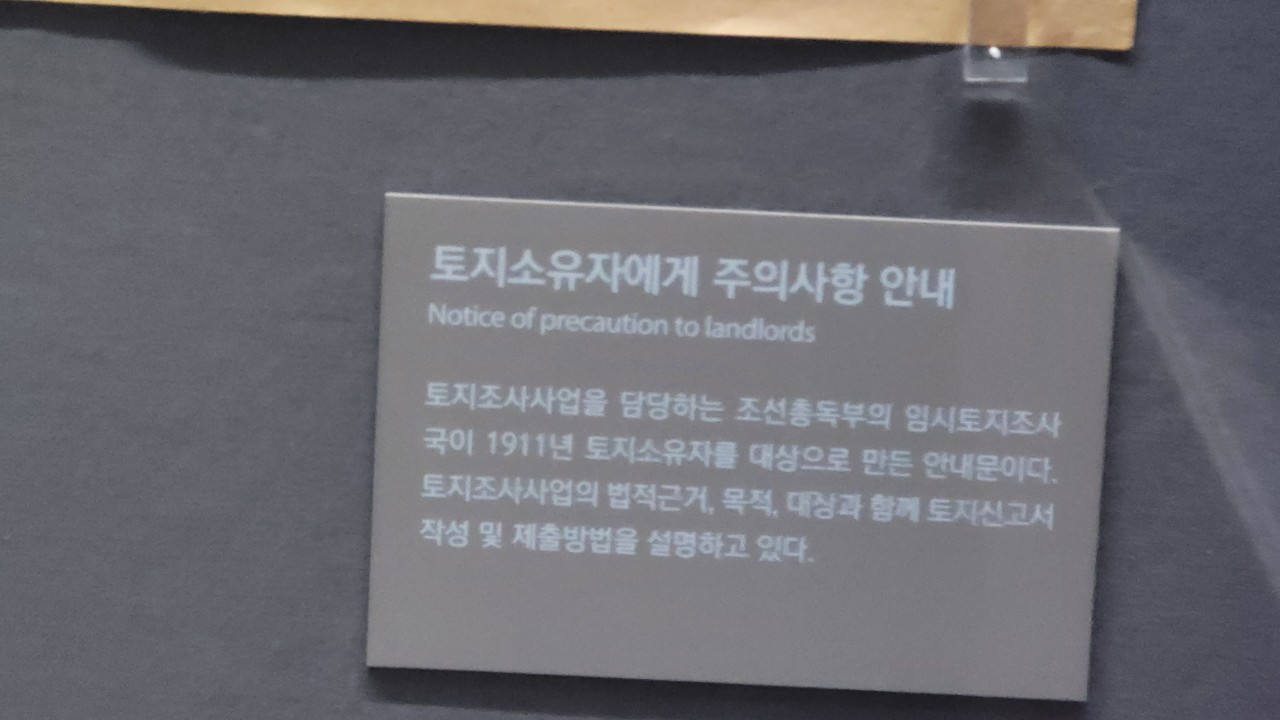 토지소유자에게 주의사항 안내
Notice of precaution to landlords
토지조사사업을 담당하는 조선총독부의 임시토지조사
국이 1911년 토지소유자를 대상으로 만든 안내문이다.
토지조사사업의 법적근거, 목적, 대상과 함께 토지신고서
작성 및 제출방법을 설명하고 있다.